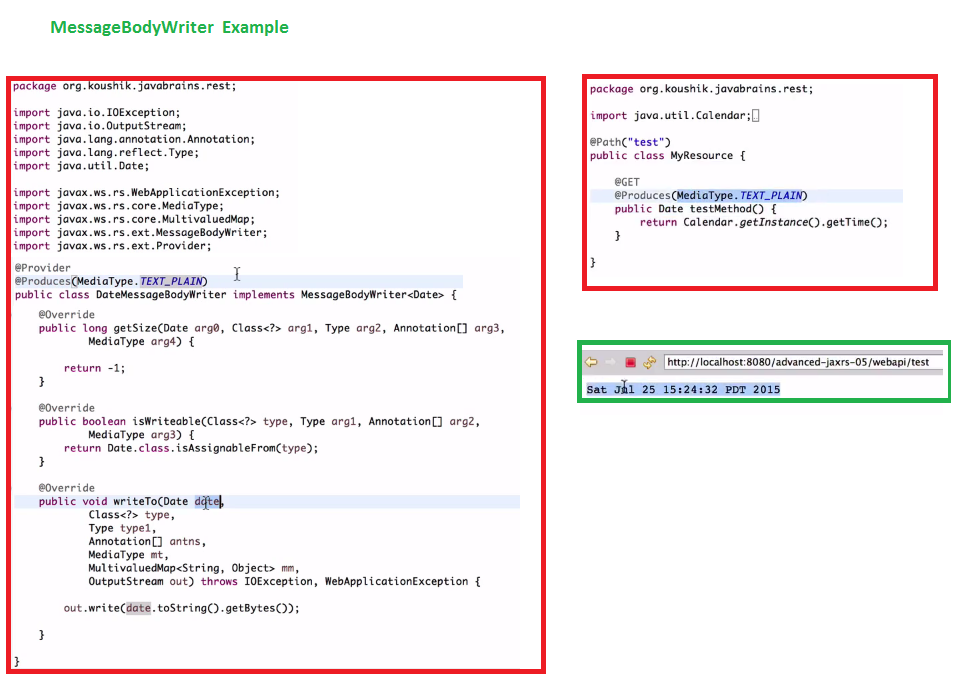 MessageBodyWriter Example
package org.koushik.javabrains.rest;
import java.io.IOException;
import java.io.OutputStream;
import java.lang.annotation.Annotation;
import java.lang.reflect.Type;
import java.util.Date;
import javax.ws.rs.WebApplicationException;
import javax.ws.rs.core.MediaType;
import javax.ws.rs.core.MultivaluedMap;
import javax.ws.rs.ext.MessageBodyWriter;
import javax.ws.rs.ext.Provider;
@Provider
@Produces(MediaType.TEXT_PLAIN)
public class DateMessageBodyWriter implements MessageBodyWriter<Date> {
@Override
public long getSize(Date arg0, Class<?> arg1, Type arg2, Annotation[] arg3,
MediaType arg4) {
return -1;
}
@Override
public boolean isWriteable(Class<?> type, Type arg1, Annotation[] arg2,
MediaType arg3) {
return Date.class.isAssignableFrom(type);
}
@Override
public void writeTo(Date date,
Class<?> type,
Type type1,
Annotation[] antns,
MediaType mt,
MultivaluedMap<String, Object> mm,
OutputStream out) throws IOException, WebApplicationException {
out.write(date.toString().getBytes());
}
}
package org.koushik.javabrains.rest;
import java.util.Calendar;
@Path("test")
public class MyResource {
@GET
@Produces(MediaType.TEXT_PLAIN)
public Date testMethod() {
return Calendar.getInstance().getTime();
}
}
http://localhost:8080/advanced-jaxrs-05/webapi/test
Sat Jul 25 15:24:32 PDT 2015